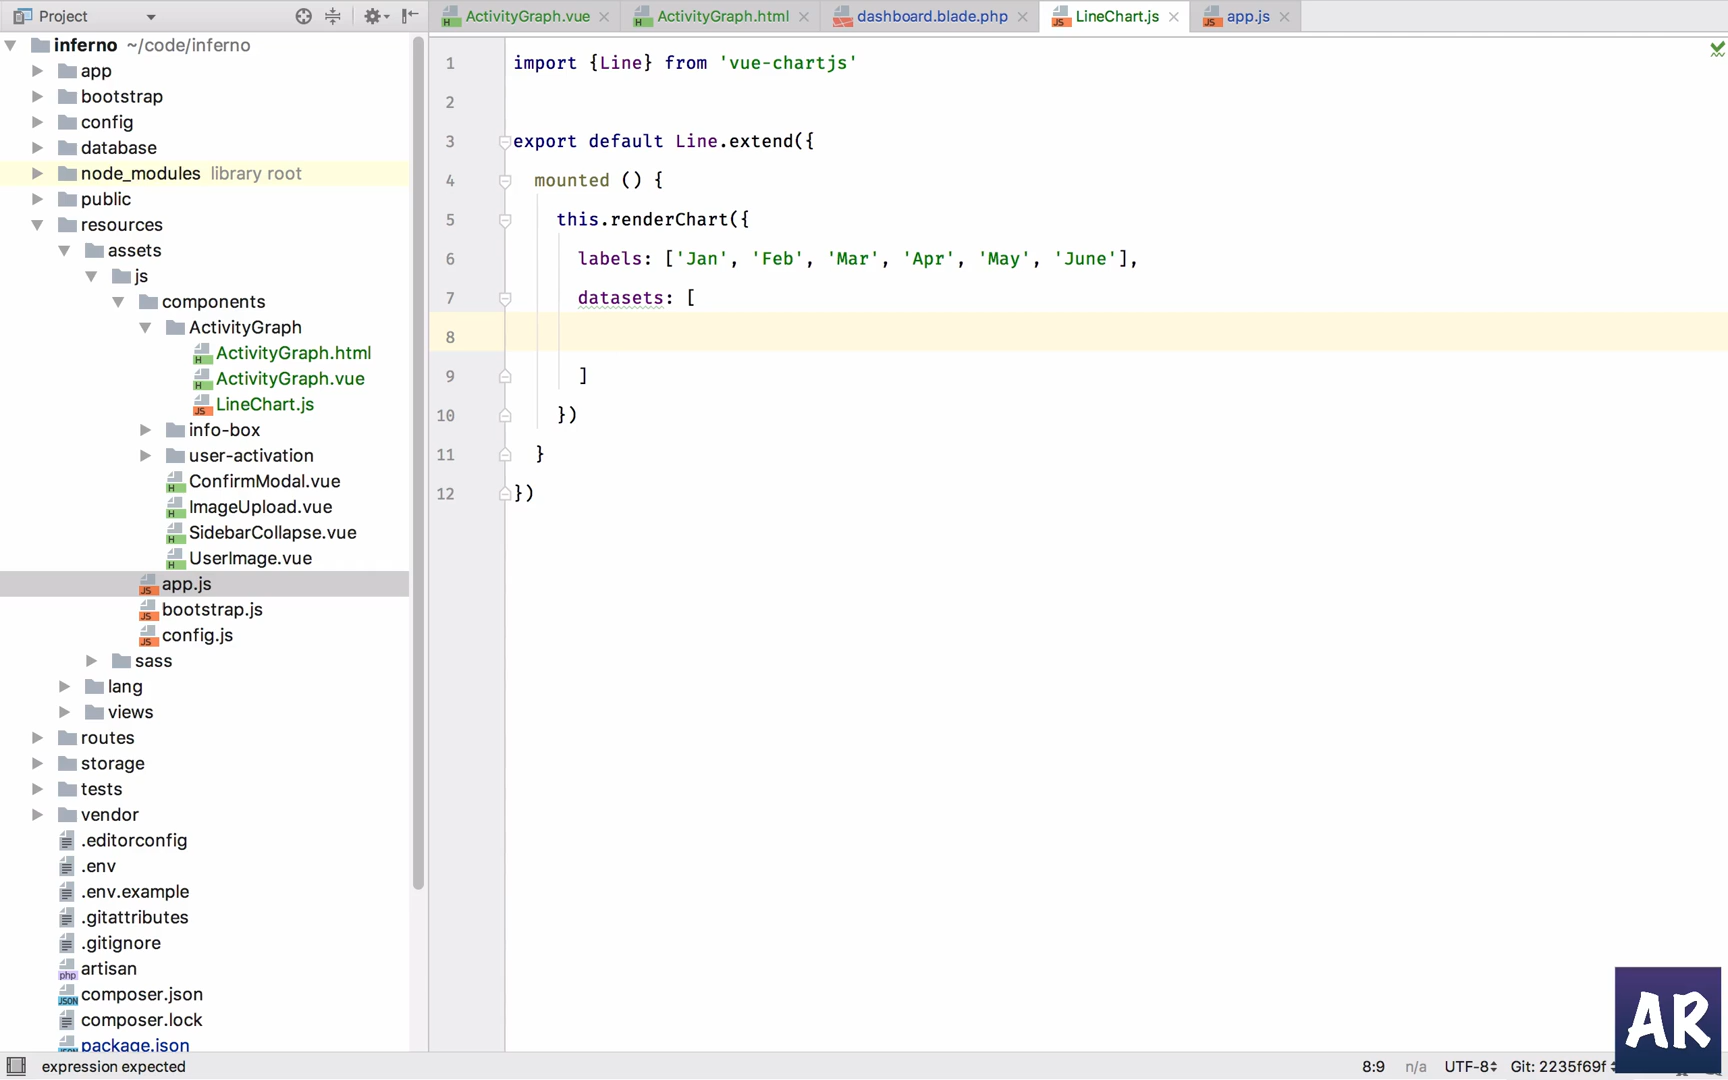 Project
ActivityGraph.vue
ActivityGraph.html
dashboard.blade.php
LineChart.js
app.js
inferno ~/code/inferno
app
bootstrap
config
database
node_modules library root
public
resources
assets
js
components
ActivityGraph
ActivityGraph.html
ActivityGraph.vue
LineChart.js
info-box
user-activation
ConfirmModal.vue
ImageUpload.vue
SidebarCollapse.vue
UserImage.vue
app.js
bootstrap.js
config.js
sass
lang
views
routes
storage
tests
vendor
.editorconfig
.env
.env.example
.gitattributes
.gitignore
artisan
composer.json
composer.lock
package.json
1 import {Line} from 'vue-chartjs'
2
3 export default Line.extend({
4 mounted () {
5 this.renderChart({
6 labels: ['Jan', 'Feb', 'Mar', 'Apr', 'May', 'June'],
7 datasets: [
8
9 ]
10 })
11 }
12 })
expression expected
8:9 n/a UTF-8 Git: 2235f69f
AR